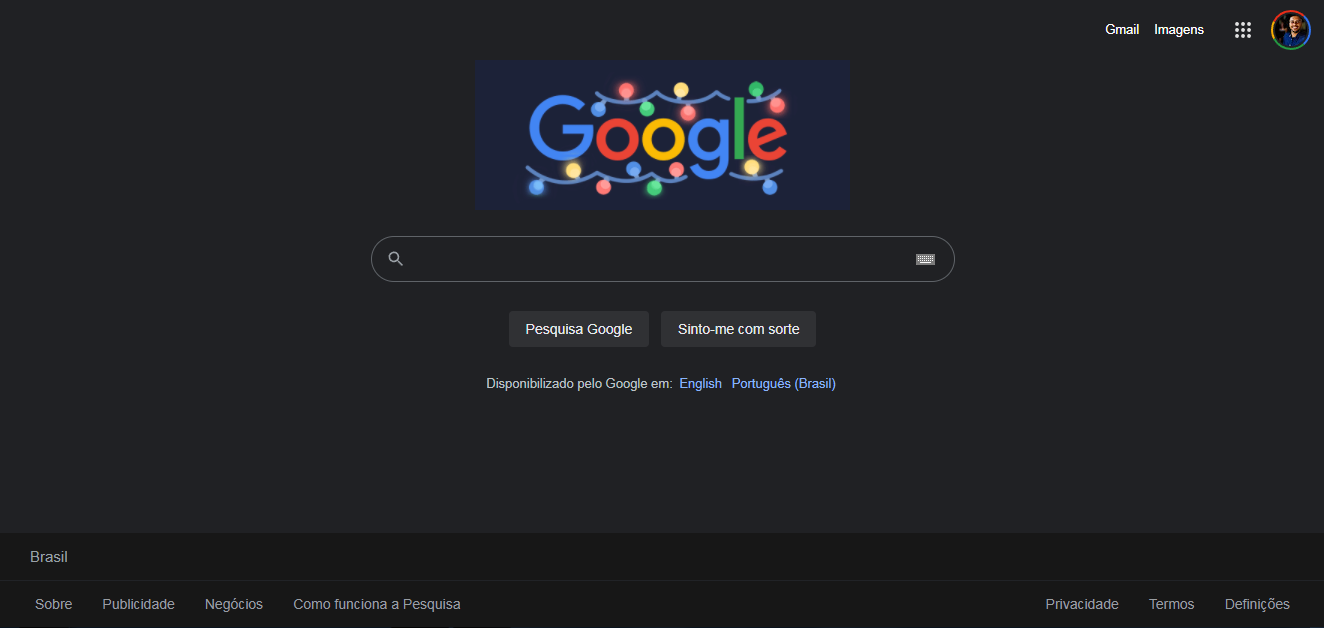 Gmail Imagens
Google
Pesquisa Google Sinto-me com sorte
Disponibilizado pelo Google em: English Português (Brasil)
Brasil
Sobre Publicidade Negócios Como funciona a Pesquisa Privacidade Termos Definições